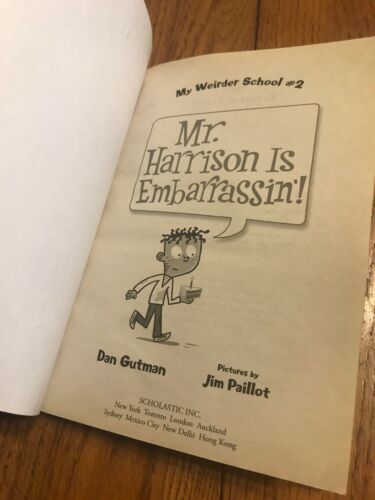 My Weirder School #2
Mr.
Harrison Is
Embarrassin'!
Dan Gutman
Pictures by
Jim Paillot
SCHOLASTIC INC.
New York Toronto London Auckland
Sydney Mexico City New Delhi Hong Kong